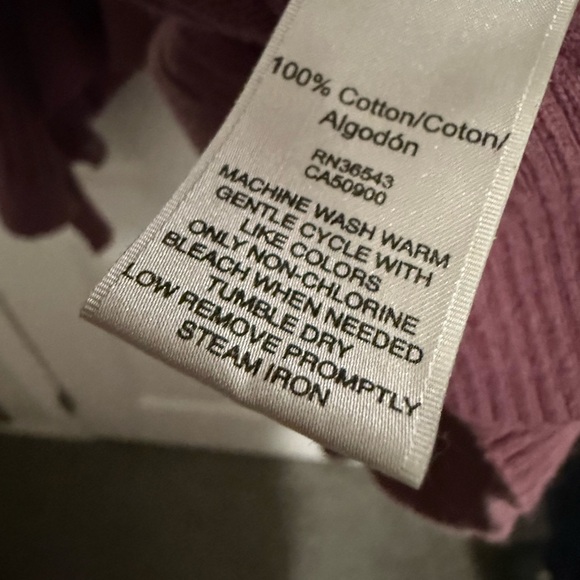 100% Cotton/Coton/
Algodón
RN36543
CA50900
MACHINE WASH WARM
GENTLE CYCLE WITH
LIKE COLORS
ONLY NON-CHLORINE
BLEACH WHEN NEEDED
TUMBLE DRY
LOW REMOVE PROMPTLY
STEAM IRON